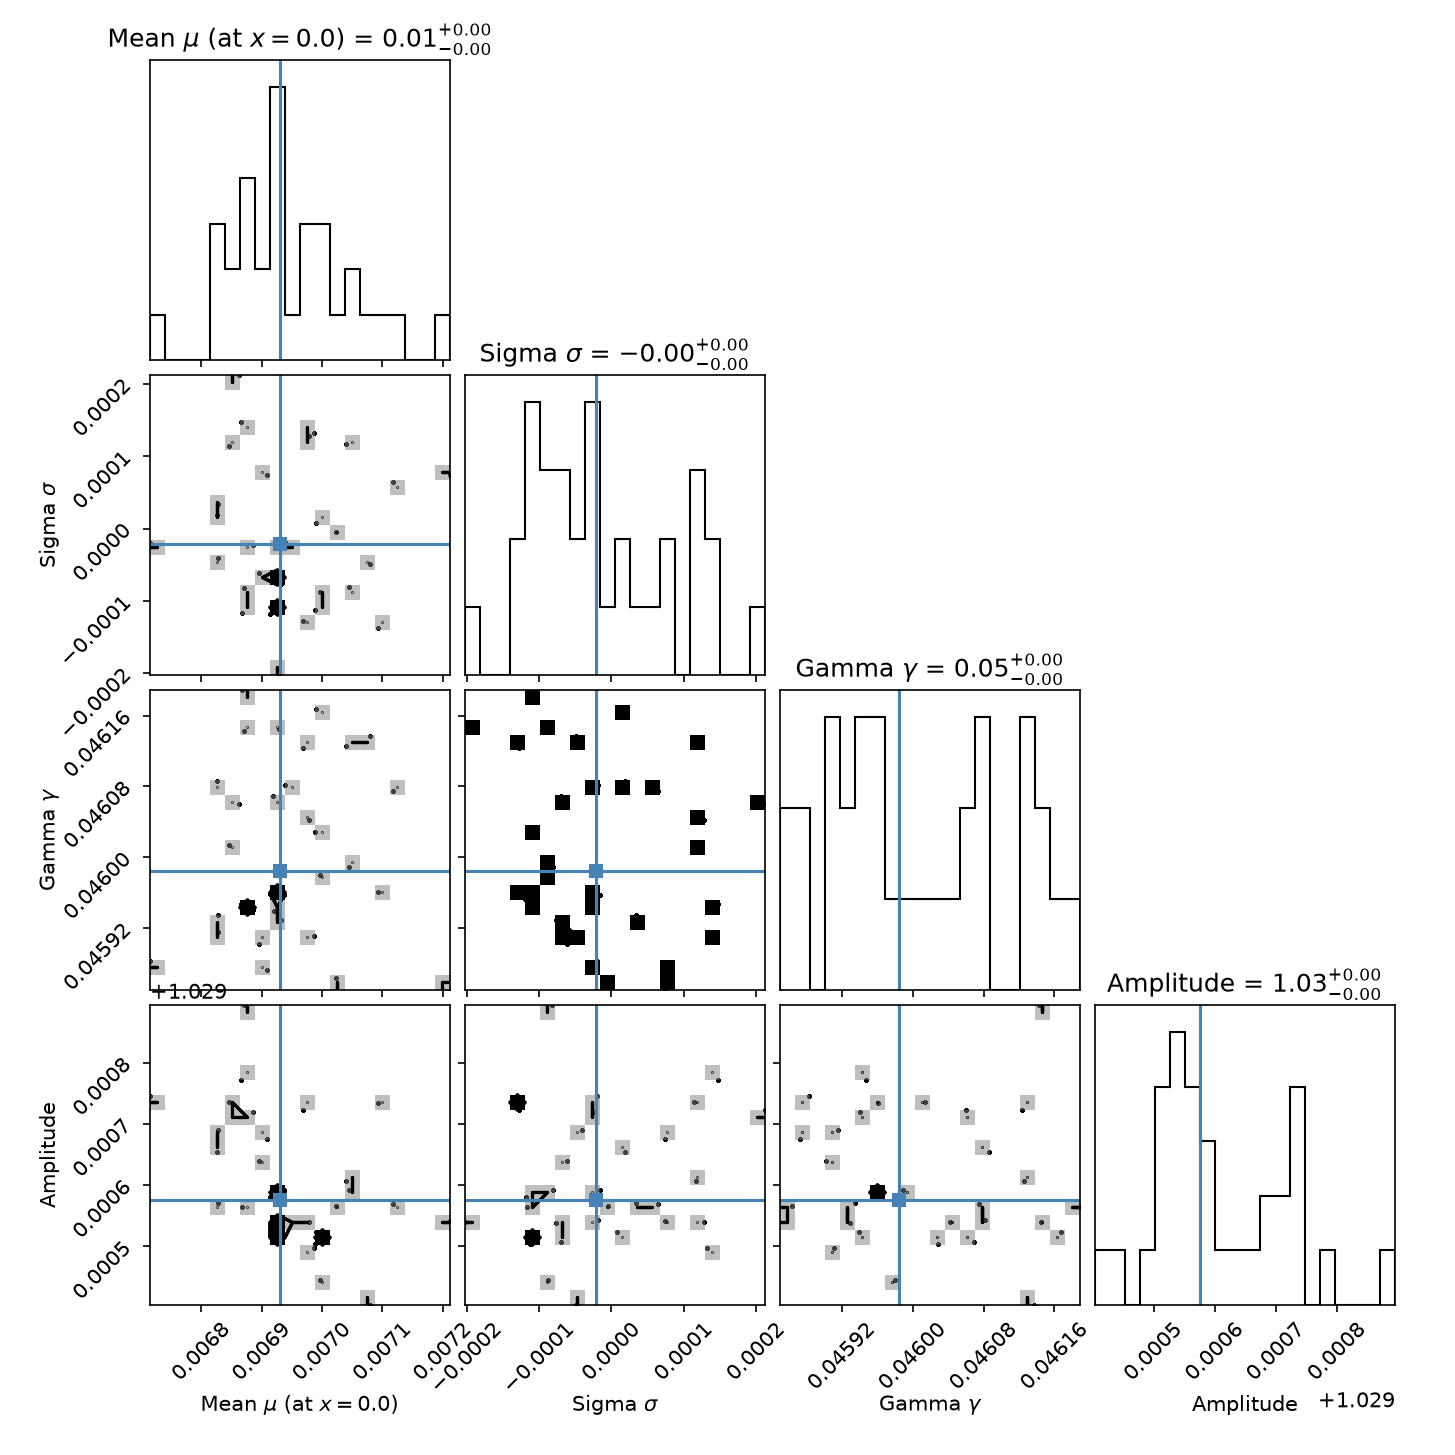 Mean μ (at x = 0.0) = 0.01 +0.00 −0.00
Sigma σ = −0.00 +0.00 −0.00
Sigma σ
0.0002
0.0001
0.0000
−0.0001
−0.0002
Gamma γ = 0.05 +0.00 −0.00
Gamma γ
0.04616
0.04608
0.04600
0.04592
Amplitude = 1.03 +0.00 −0.00
+1.029
Amplitude
0.0008
0.0007
0.0006
0.0005
0.0068 0.0069 0.0070 0.0071 0.0072
−0.0002 −0.0001 0.0000 0.0001 0.0002
0.04592 0.04600 0.04608 0.04616
0.0005 0.0006 0.0007 0.0008
Mean μ (at x = 0.0)
Sigma σ
Gamma γ
Amplitude
+1.029